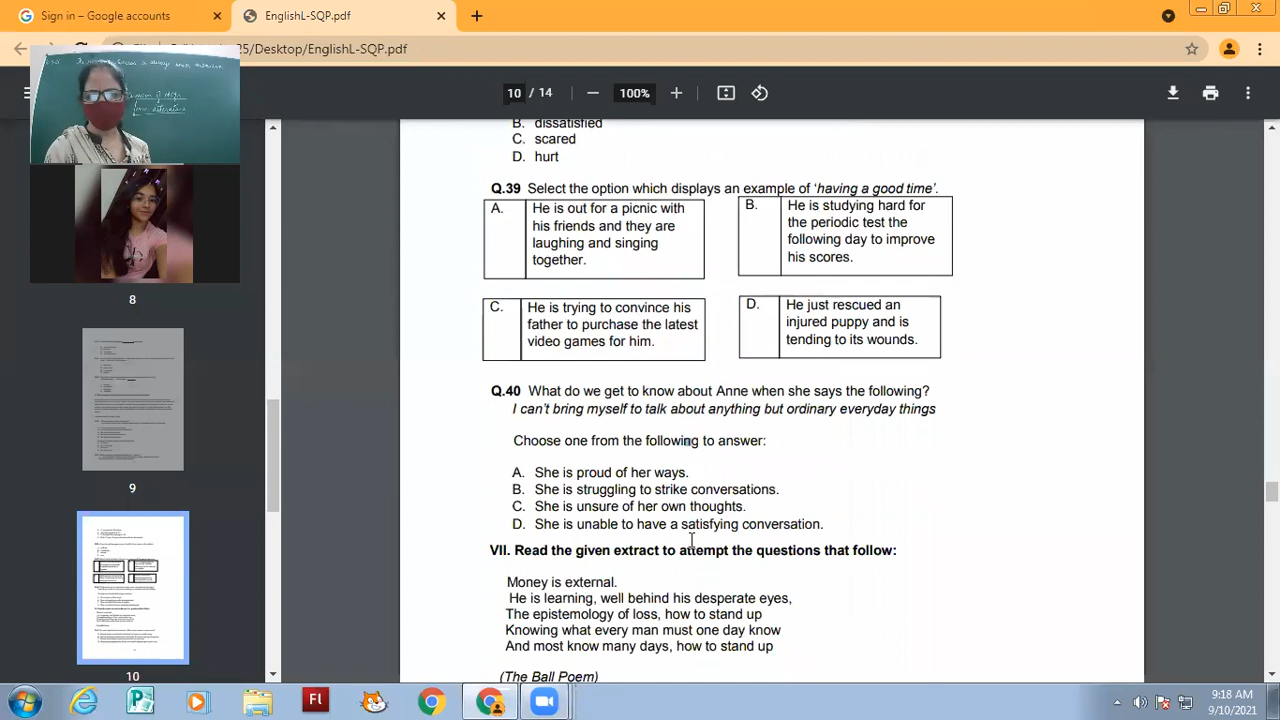 Sign in – Google accounts
EnglishL-SQP.pdf
25/Desktop/EnglishL-SQP.pdf
10 / 14
100%
B. dissatisfied
C. scared
D. hurt
Q.39 Select the option which displays an example of ‘having a good time’.
A. He is out for a picnic with
his friends and they are
laughing and singing
together.
B. He is studying hard for
the periodic test the
following day to improve
his scores.
C. He is trying to convince his
father to purchase the latest
video games for him.
D. He just rescued an
injured puppy and is
tending to its wounds.
Q.40 What do we get to know about Anne when she says the following?
I can’t bring myself to talk about anything but ordinary everyday things
Choose one from the following to answer:
A. She is proud of her ways.
B. She is struggling to strike conversations.
C. She is unsure of her own thoughts.
D. She is unable to have a satisfying conversation.
VII. Read the given extract to attempt the questions that follow:
Money is external.
He is learning, well behind his desperate eyes,
The epistemology of loss, how to stand up
Knowing what every man must one day know
And most know many days, how to stand up
(The Ball Poem)
8
9
10
Fl
9:18 AM
9/10/2021